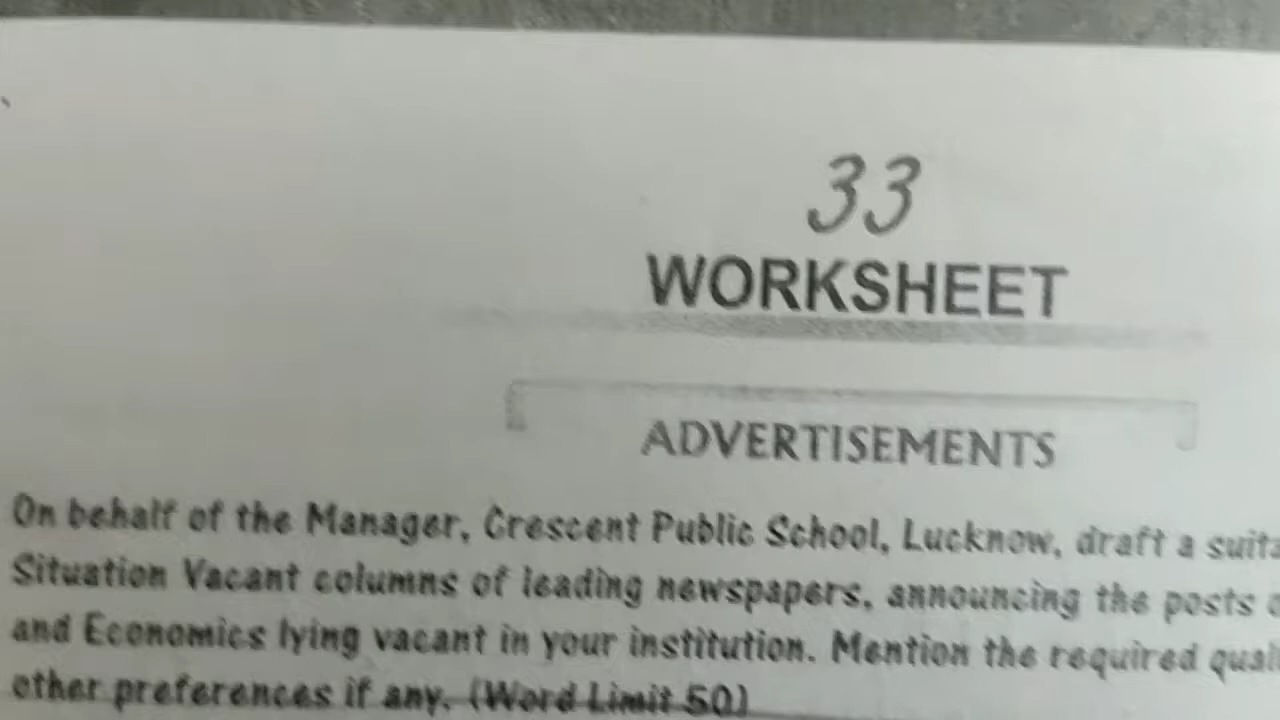 33
WORKSHEET
ADVERTISEMENTS
On behalf of the Manager, Crescent Public School, Lucknow, draft a
Situation Vacant columns of leading newspapers, announcing the posts
and Economics lying vacant in your institution. Mention the required
other preferences if any. (Word Limit 50)